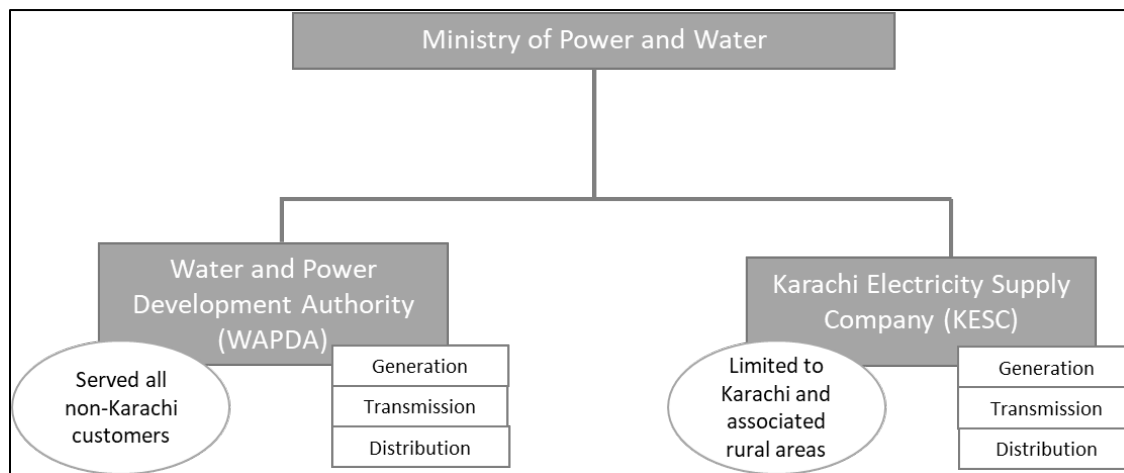 Ministry of Power and Water
Water and Power
Development Authority
(WAPDA)
Served all
non-Karachi
customers
Generation
Transmission
Distribution
Karachi Electricity Supply
Company (KESC)
Limited to
Karachi and
associated
rural areas
Generation
Transmission
Distribution